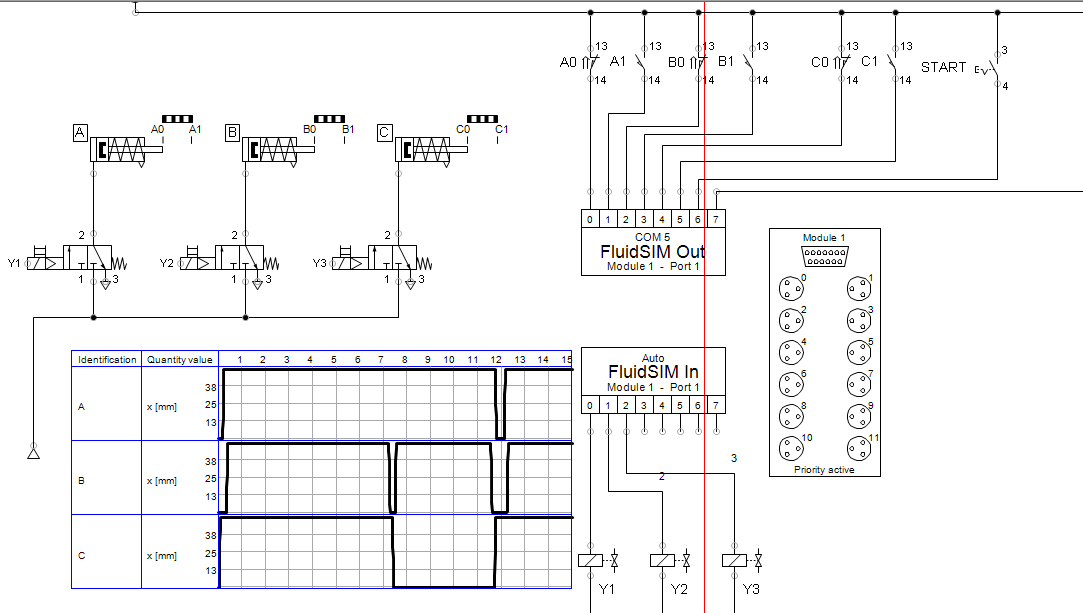 13 13 13 13 13 13 3
A0 A1 B0 B1 C0 C1 START
14 14 14 14 14 14 4
A A0 A1 B B0 B1 C C0 C1
0 1 2 3 4 5 6 7
COM 5
FluidSIM Out
Module 1 - Port 1
2 2 2
Y1 Y2 Y3
1 3 1 3 1 3
Module 1
0 1
2 3
4 5
6 7
8 9
10 11
Priority active
Identification Quantity value 1 2 3 4 5 6 7 8 9 10 11 12 13 14 15
A x [mm] 38 25 13
B x [mm] 38 25 13
C x [mm] 38 25 13
Auto
FluidSIM In
Module 1 - Port 1
0 1 2 3 4 5 6 7
3
2
Y1 Y2 Y3